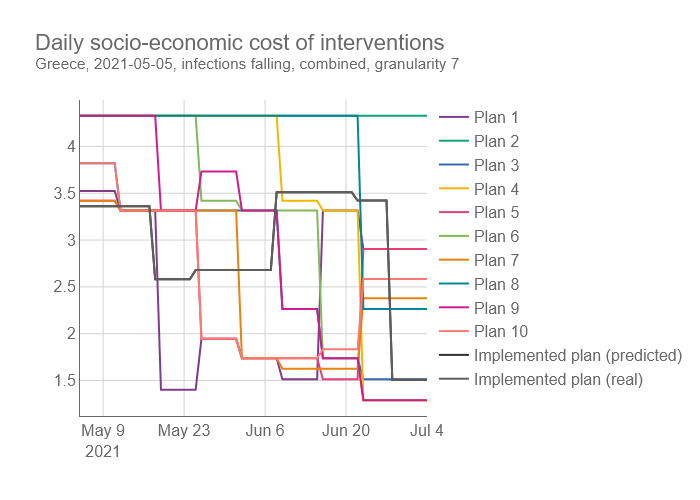 Daily socio-economic cost of interventions
Greece, 2021-05-05, infections falling, combined, granularity 7
4
3.5
3
2.5
2
1.5
May 9
2021
May 23
Jun 6
Jun 20
Jul 4
Plan 1
Plan 2
Plan 3
Plan 4
Plan 5
Plan 6
Plan 7
Plan 8
Plan 9
Plan 10
Implemented plan (predicted)
Implemented plan (real)